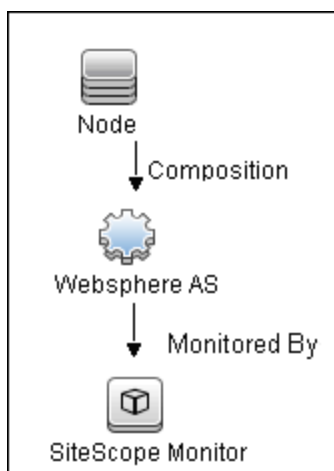 Node
Composition
Websphere AS
Monitored By
SiteScope Monitor